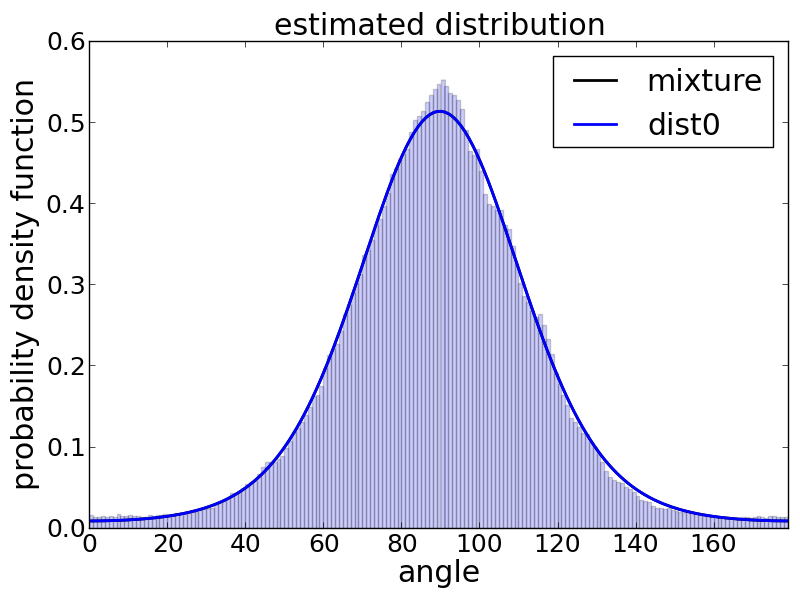 estimated distribution
0.6
0.5
0.4
0.3
0.2
0.1
0.0
probability density function
mixture
dist0
0 20 40 60 80 100 120 140 160
angle